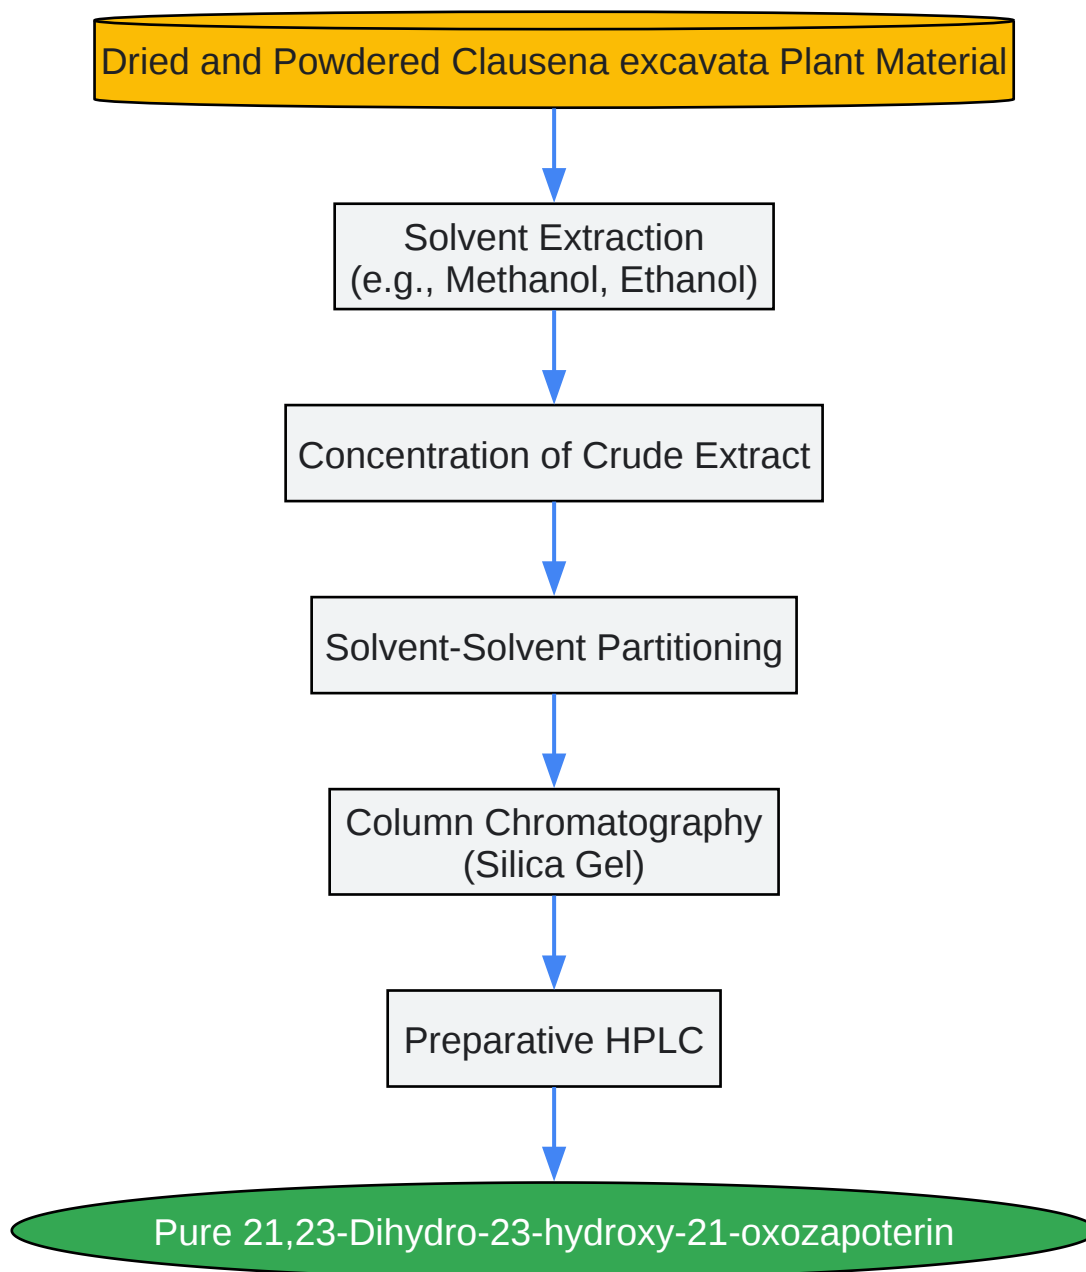 Dried and Powdered Clausena excavata Plant Material
Solvent Extraction
(e.g., Methanol, Ethanol)
Concentration of Crude Extract
Solvent-Solvent Partitioning
Column Chromatography
(Silica Gel)
Preparative HPLC
Pure 21,23-Dihydro-23-hydroxy-21-oxozapoterin